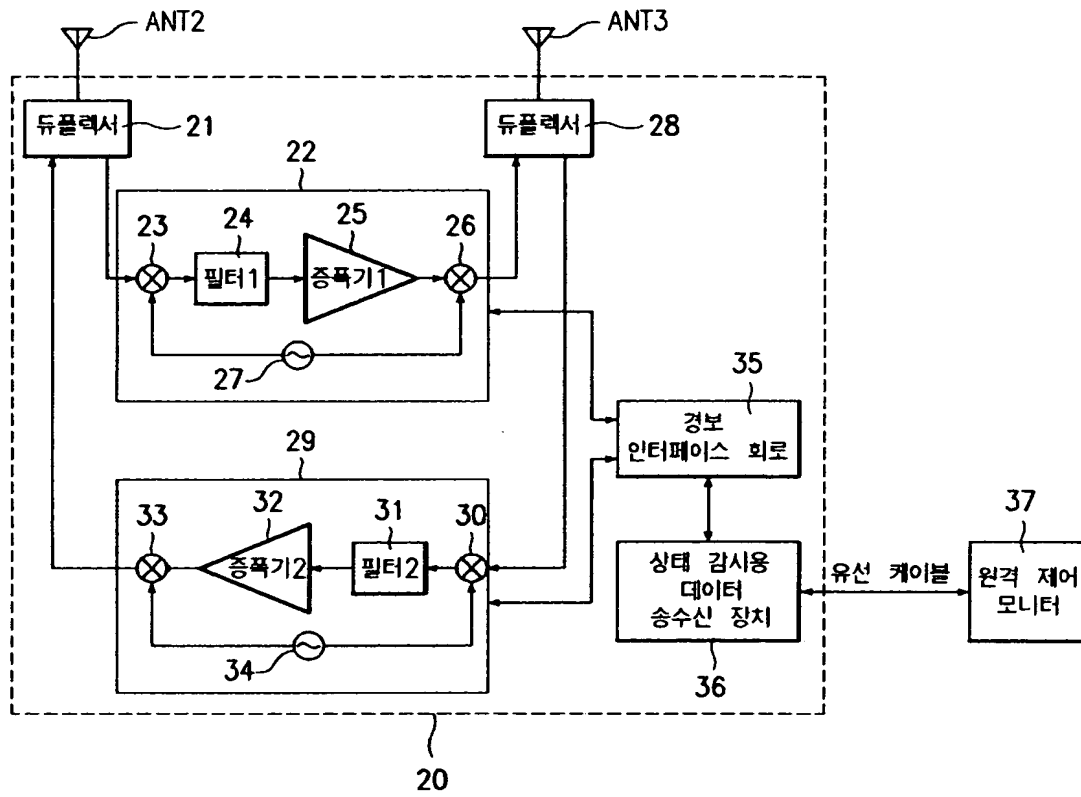 ANT2
ANT3
듀플렉서
21
듀플렉서
28
22
23
24
25
26
필터1
증폭기1
27
35
경보
인터페이스 회로
29
33
32
31
30
증폭기2
필터2
34
상태 감시용
데이터
송수신 장치
36
유선 케이블
37
원격 제어
모니터
20